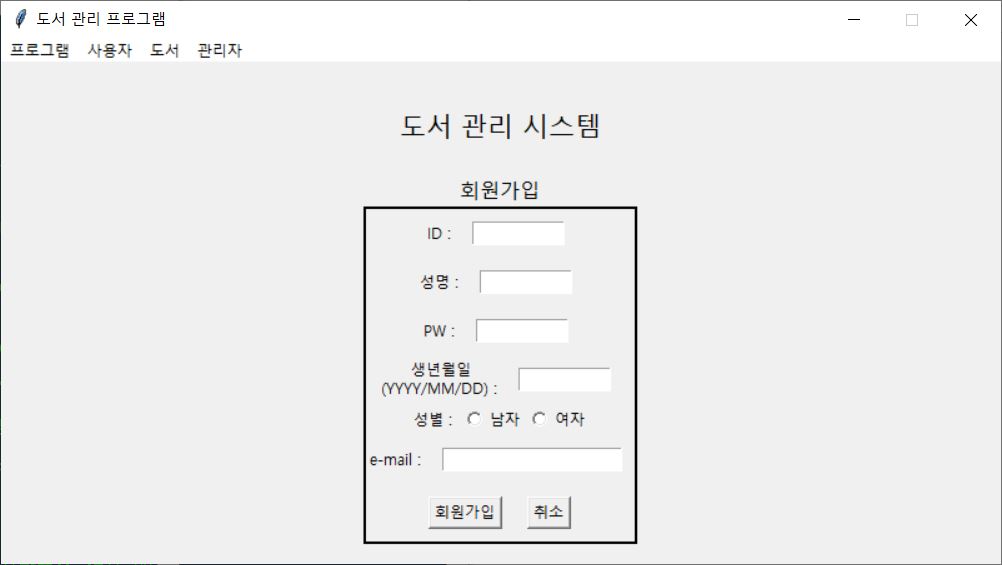 도서 관리 프로그램
프로그램 사용자 도서 관리자
도서 관리 시스템
회원가입
ID :
성명 :
PW :
생년월일
(YYYY/MM/DD) :
성별 : 남자 여자
e-mail :
회원가입 취소